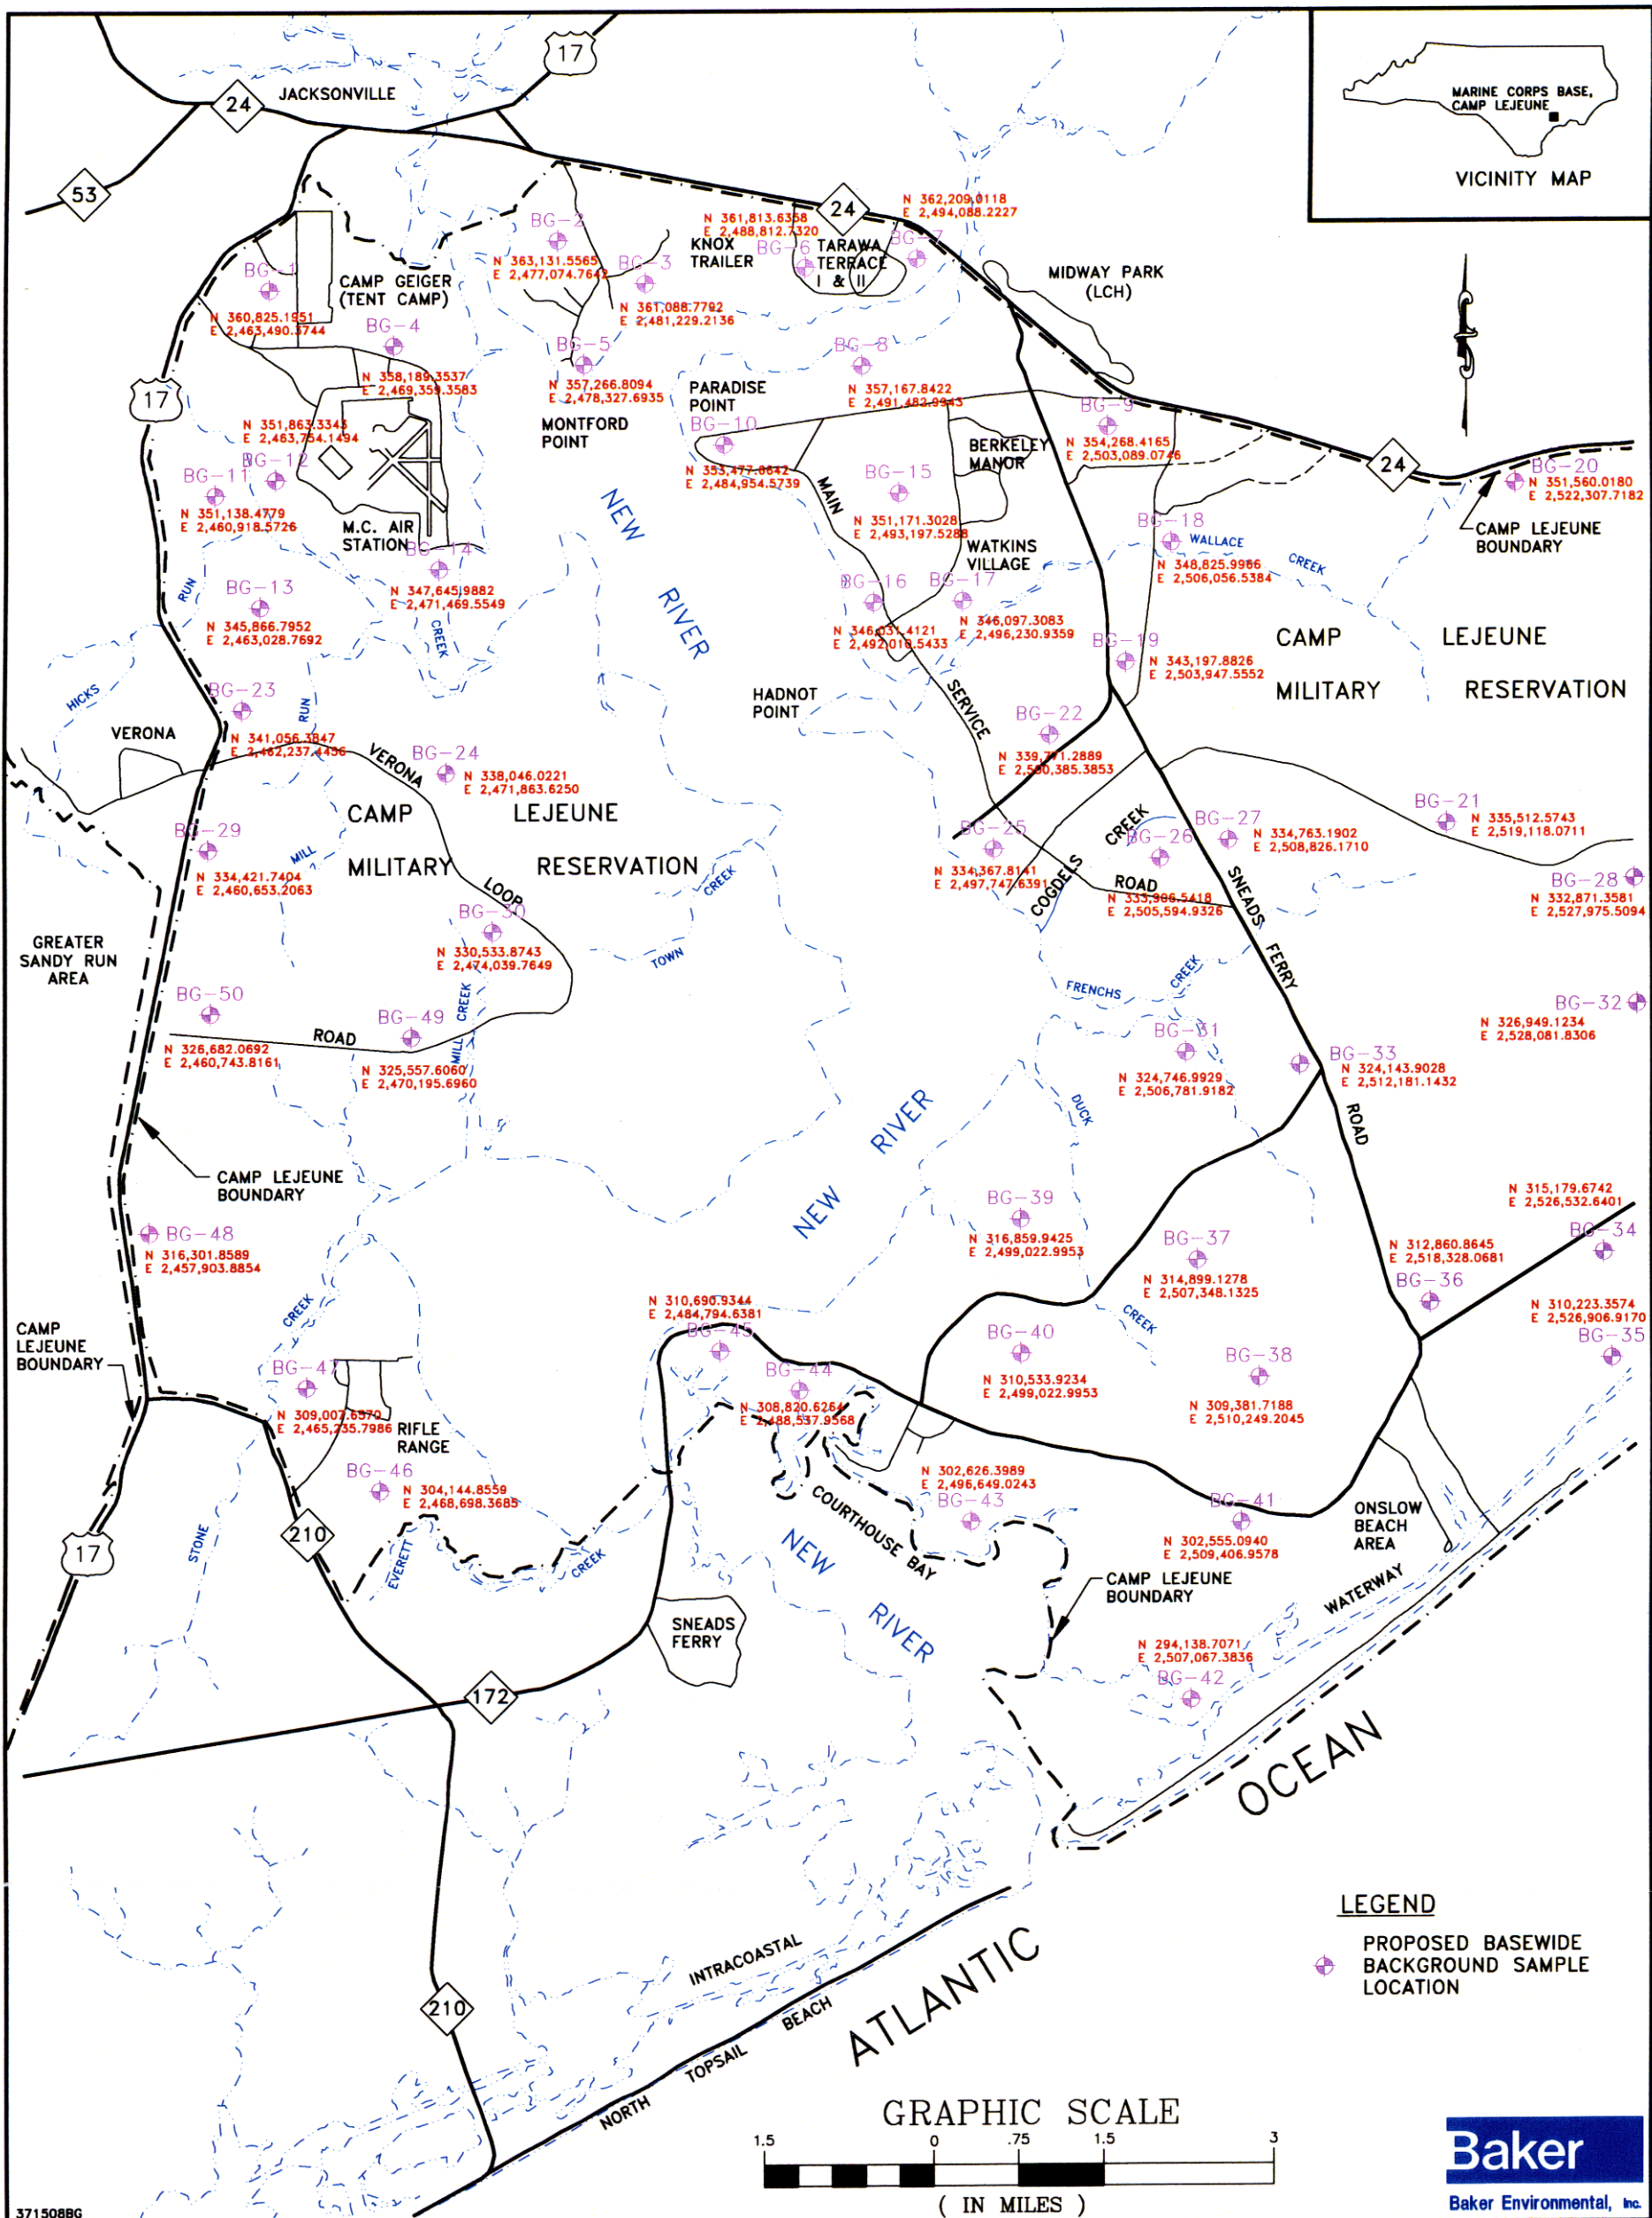 17
JACKSONVILLE
24
53
MARINE CORPS BASE,
CAMP LEJEUNE
VICINITY MAP
24
N 362,209.0118
E 2,494,088.2227
N 361,813.6358
E 2,488,812.7320
BG-2
N 363,131.5565
E 2,477,074.7642
KNOX
TRAILER
BG-6
TARAWA
TERRACE
I & II
BG-7
BG-3
N 361,088.7792
E 2,481,229.2136
MIDWAY PARK
(LCH)
BG-1
CAMP GEIGER
(TENT CAMP)
N 360,825.1951
E 2,463,490.3744
BG-4
N 358,189.3537
E 2,469,359.3583
BG-5
N 357,266.8094
E 2,478,327.6935
BG-8
N 357,167.8422
E 2,491,482.9943
17
PARADISE
POINT
MONTFORD
POINT
BG-10
N 353,477.8642
E 2,484,954.5739
BG-9
N 354,268.4165
E 2,503,089.0746
BERKELEY
MANOR
N 351,863.3343
E 2,463,754.1494
BG-12
BG-11
N 351,138.4779
E 2,460,918.5726
BG-15
N 351,171.3028
E 2,493,197.5288
MAIN
24
BG-20
N 351,560.0180
E 2,522,307.7182
CAMP LEJEUNE
BOUNDARY
M.C. AIR
STATION
NEW
RIVER
BG-14
N 347,645.9882
E 2,471,469.5549
CREEK
RUN
BG-13
N 345,866.7952
E 2,463,028.7692
WATKINS
VILLAGE
BG-18
WALLACE
CREEK
N 348,825.9966
E 2,506,056.5384
BG-16
N 346,031.4121
E 2,492,010.5433
BG-17
N 346,097.3083
E 2,496,230.9359
BG-19
N 343,197.8826
E 2,503,947.5552
CAMP LEJEUNE
MILITARY RESERVATION
HICKS
RUN
BG-23
N 341,056.3847
E 2,462,237.4456
VERONA
HADNOT
POINT
SERVICE
BG-22
N 339,771.2889
E 2,500,385.3853
VERONA
BG-24
N 338,046.0221
E 2,471,863.6250
CAMP LEJEUNE
MILITARY RESERVATION
BG-29
N 334,421.7404
E 2,460,653.2063
MILL
LOOP
BG-25
N 334,367.8141
E 2,497,747.6391
COGDELS
CREEK
BG-26
ROAD
N 333,906.5418
E 2,505,594.9326
BG-27
N 334,763.1902
E 2,508,826.1710
BG-21
N 335,512.5743
E 2,519,118.0711
BG-28
N 332,871.3581
E 2,527,975.5094
SNEADS
FERRY
ROAD
GREATER
SANDY RUN
AREA
BG-30
N 330,533.8743
E 2,474,039.7649
TOWN
CREEK
FRENCHS
CREEK
BG-50
N 326,682.0692
E 2,460,743.8161
ROAD
BG-49
N 325,557.6060
E 2,470,195.6960
MILL CREEK
BG-32
N 326,949.1234
E 2,528,081.8306
BG-31
N 324,746.9929
E 2,506,781.9182
BG-33
N 324,143.9028
E 2,512,181.1432
DUCK
CREEK
NEW
RIVER
CAMP LEJEUNE
BOUNDARY
BG-48
N 316,301.8589
E 2,457,903.8854
BG-39
N 316,859.9425
E 2,499,022.9953
BG-37
N 314,899.1278
E 2,507,348.1325
N 315,179.6742
E 2,526,532.6401
BG-34
N 312,860.8645
E 2,518,328.0681
BG-36
N 310,223.3574
E 2,526,906.9170
BG-35
CAMP
LEJEUNE
BOUNDARY
CREEK
N 310,690.9344
E 2,484,794.6381
BG-45
BG-44
N 308,820.6264
E 2,488,537.9568
BG-40
N 310,533.9234
E 2,499,022.9953
BG-38
N 309,381.7188
E 2,510,249.2045
BG-47
N 309,007.6570
E 2,465,235.7986
RIFLE
RANGE
BG-46
N 304,144.8559
E 2,468,698.3685
N 302,626.3989
E 2,496,649.0243
BG-43
BG-41
N 302,555.0940
E 2,509,406.9578
ONSLOW
BEACH
AREA
COURTHOUSE BAY
17
210
STONE
EVERETT
CREEK
NEW
RIVER
CAMP LEJEUNE
BOUNDARY
WATERWAY
SNEADS
FERRY
N 294,138.7071
E 2,507,067.3836
BG-42
172
OCEAN
ATLANTIC
INTRACOASTAL
210
NORTH
TOPSAIL
BEACH
LEGEND
PROPOSED BASEWIDE
BACKGROUND SAMPLE
LOCATION
GRAPHIC SCALE
1.5 0 .75 1.5 3
( IN MILES )
Baker
Baker Environmental, Inc.
371508BG